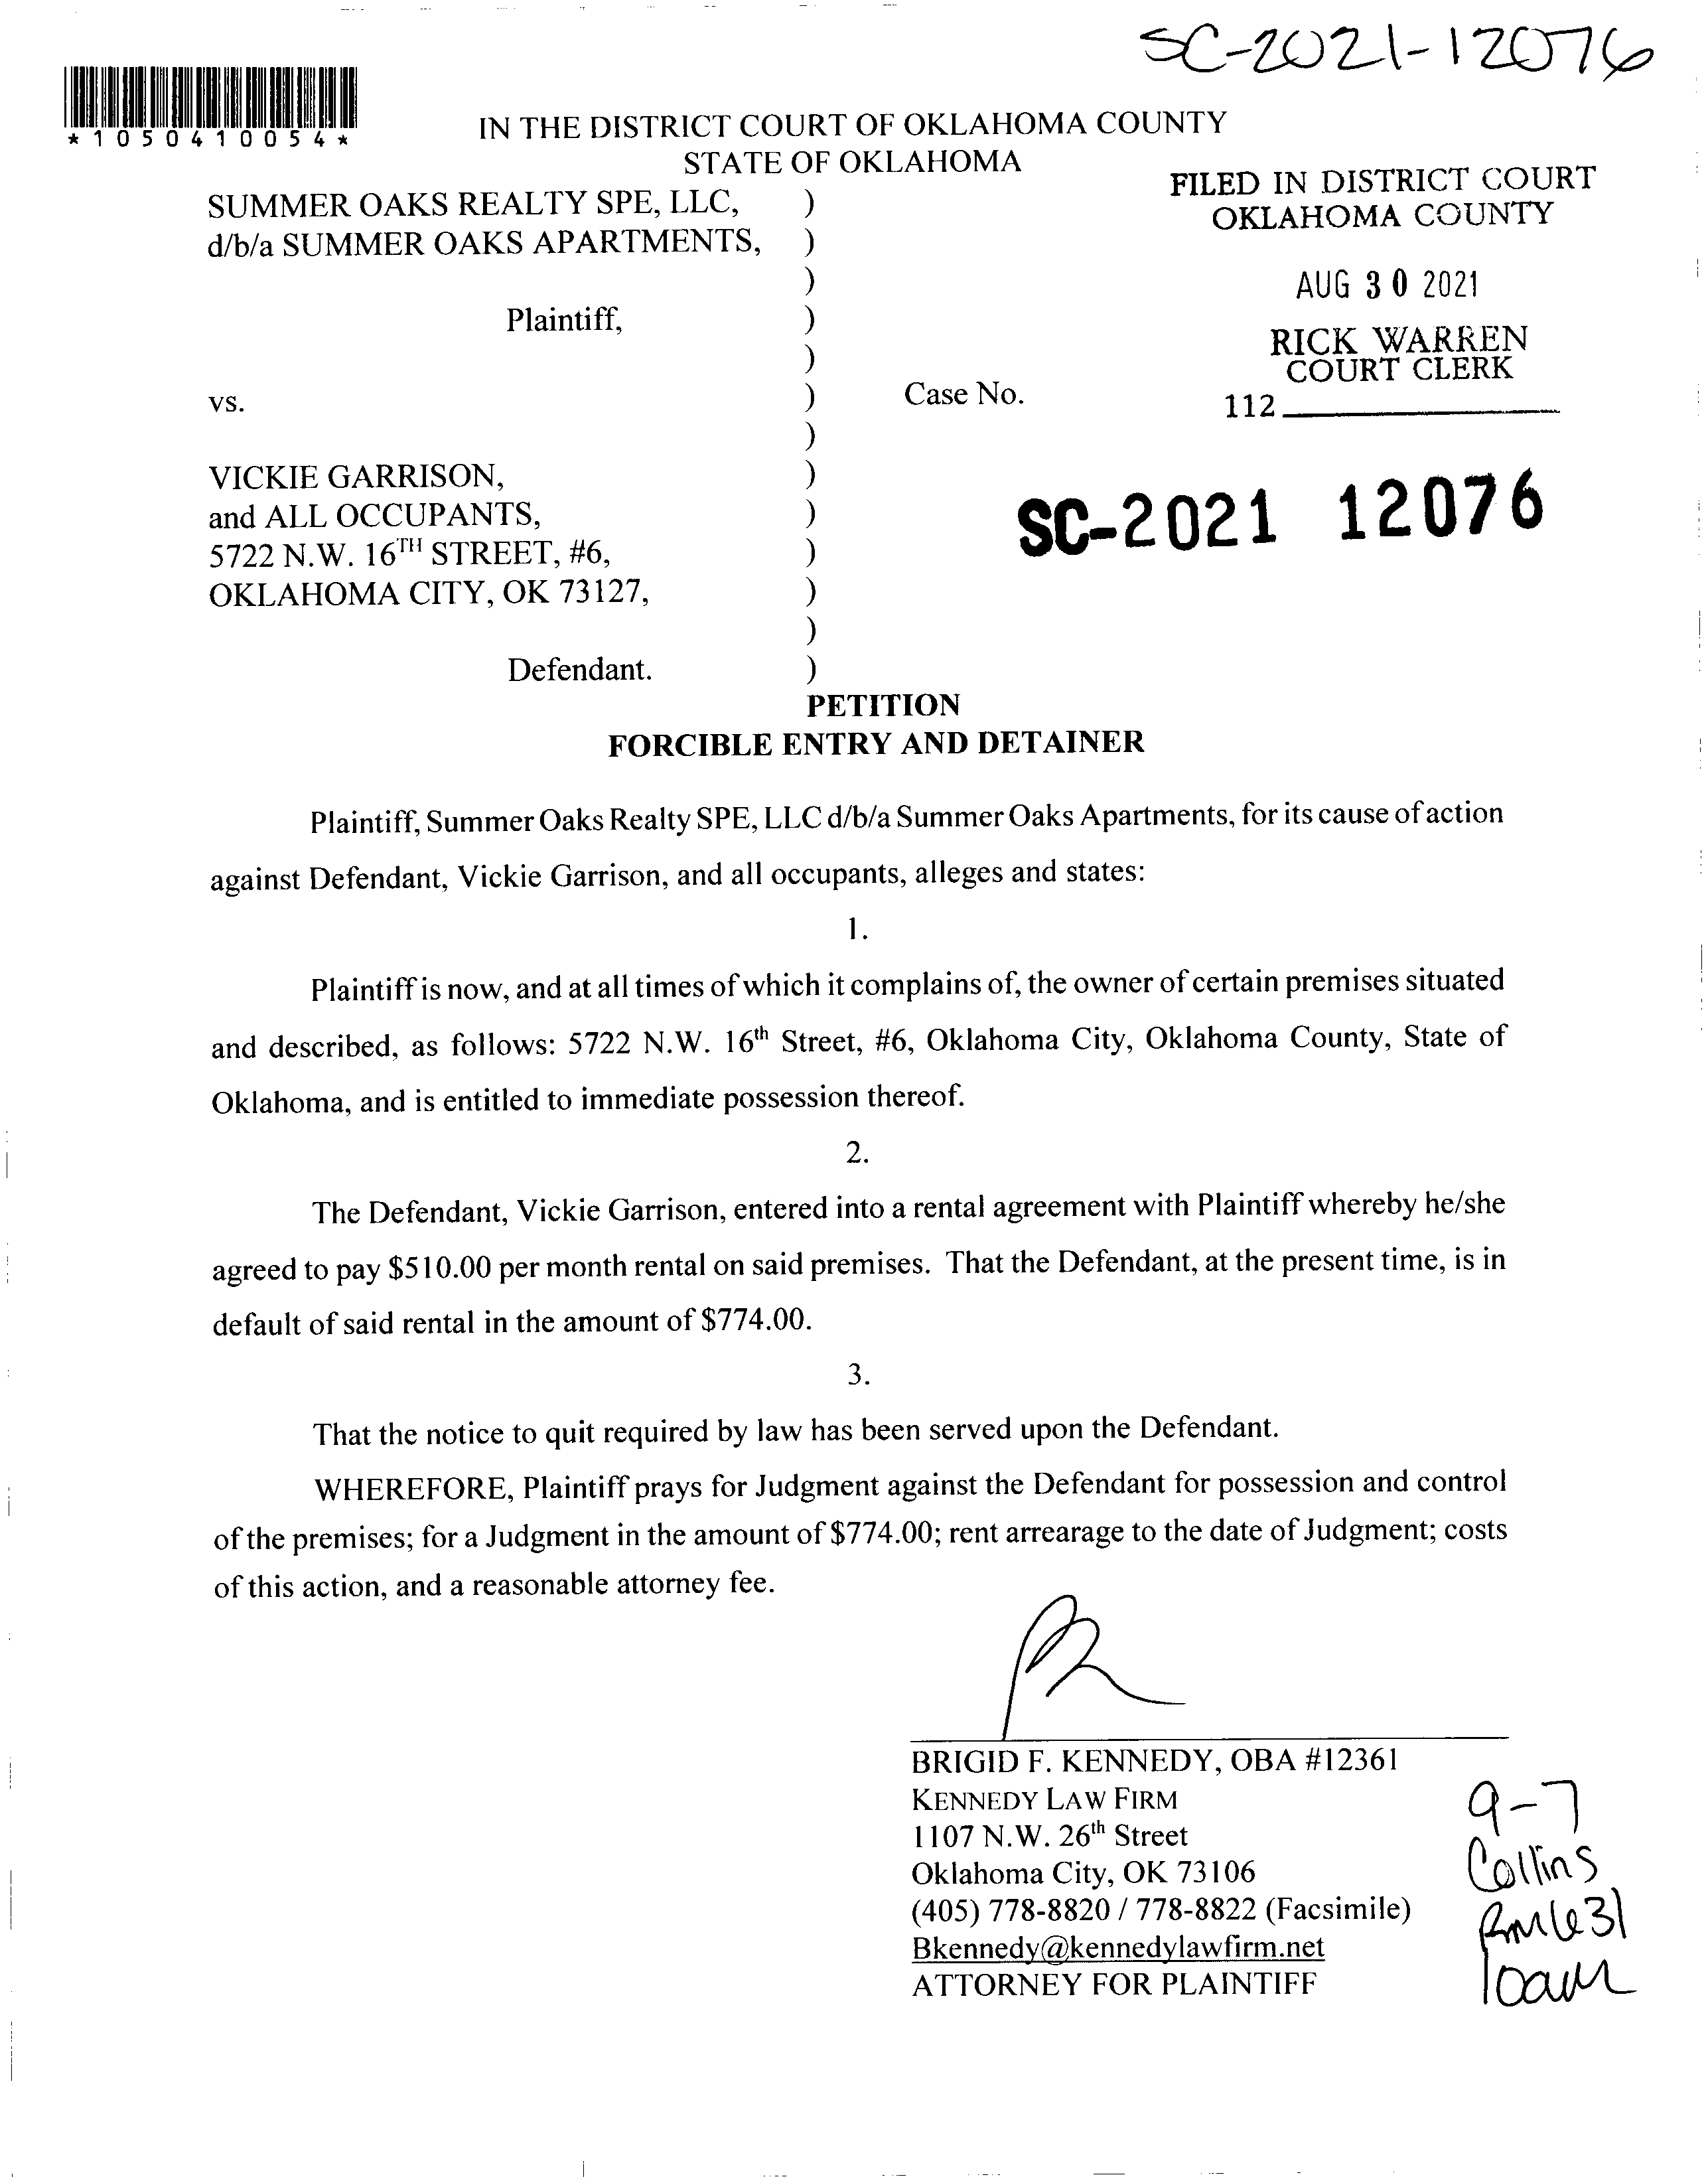 SC-2021-12076
*1050410054*
IN THE DISTRICT COURT OF OKLAHOMA COUNTY
STATE OF OKLAHOMA
FILED IN DISTRICT COURT
OKLAHOMA COUNTY
AUG 30 2021
RICK WARREN
COURT CLERK
112
SUMMER OAKS REALTY SPE, LLC, )
d/b/a SUMMER OAKS APARTMENTS, )
)
Plaintiff, )
)
vs. ) Case No.
)
VICKIE GARRISON, )
and ALL OCCUPANTS, )
5722 N.W. 16TH STREET, #6, )
OKLAHOMA CITY, OK 73127, )
)
Defendant. )
SC-2021 12076
PETITION
FORCIBLE ENTRY AND DETAINER
Plaintiff, Summer Oaks Realty SPE, LLC d/b/a Summer Oaks Apartments, for its cause of action
against Defendant, Vickie Garrison, and all occupants, alleges and states:
1.
Plaintiff is now, and at all times of which it complains of, the owner of certain premises situated
and described, as follows: 5722 N.W. 16th Street, #6, Oklahoma City, Oklahoma County, State of
Oklahoma, and is entitled to immediate possession thereof.
2.
The Defendant, Vickie Garrison, entered into a rental agreement with Plaintiff whereby he/she
agreed to pay $510.00 per month rental on said premises. That the Defendant, at the present time, is in
default of said rental in the amount of $774.00.
3.
That the notice to quit required by law has been served upon the Defendant.
WHEREFORE, Plaintiff prays for Judgment against the Defendant for possession and control
of the premises; for a Judgment in the amount of $774.00; rent arrearage to the date of Judgment; costs
of this action, and a reasonable attorney fee.
BRIGID F. KENNEDY, OBA #12361
KENNEDY LAW FIRM
1107 N.W. 26th Street
Oklahoma City, OK 73106
(405) 778-8820 / 778-8822 (Facsimile)
Bkennedy@kennedylawfirm.net
ATTORNEY FOR PLAINTIFF
9-7
Collins
10am